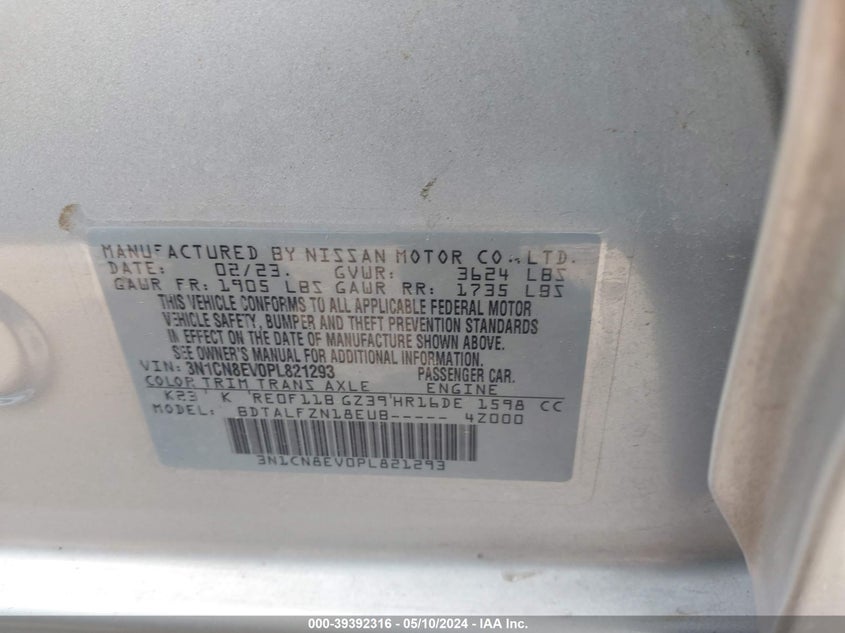 MANUFACTURED BY NISSAN MOTOR CO., LTD.
DATE: 02/23. GVWR: 3624 LBS
GAWR FR: 1905 LBS GAWR RR: 1735 LBS
THIS VEHICLE CONFORMS TO ALL APPLICABLE FEDERAL MOTOR
VEHICLE SAFETY, BUMPER AND THEFT PREVENTION STANDARDS
IN EFFECT ON THE DATE OF MANUFACTURE SHOWN ABOVE.
SEE OWNER'S MANUAL FOR ADDITIONAL INFORMATION.
VIN: 3N1CN8EV0PL821293 PASSENGER CAR.
COLOR TRIM TRANS AXLE ENGINE
K23 K RE0F11B GZ39 HR16DE 1598 CC
MODEL: BDTALFZN18EUB----- 4Z000
3N1CN8EV0PL821293
000-39392316 - 05/10/2024 - IAA Inc.